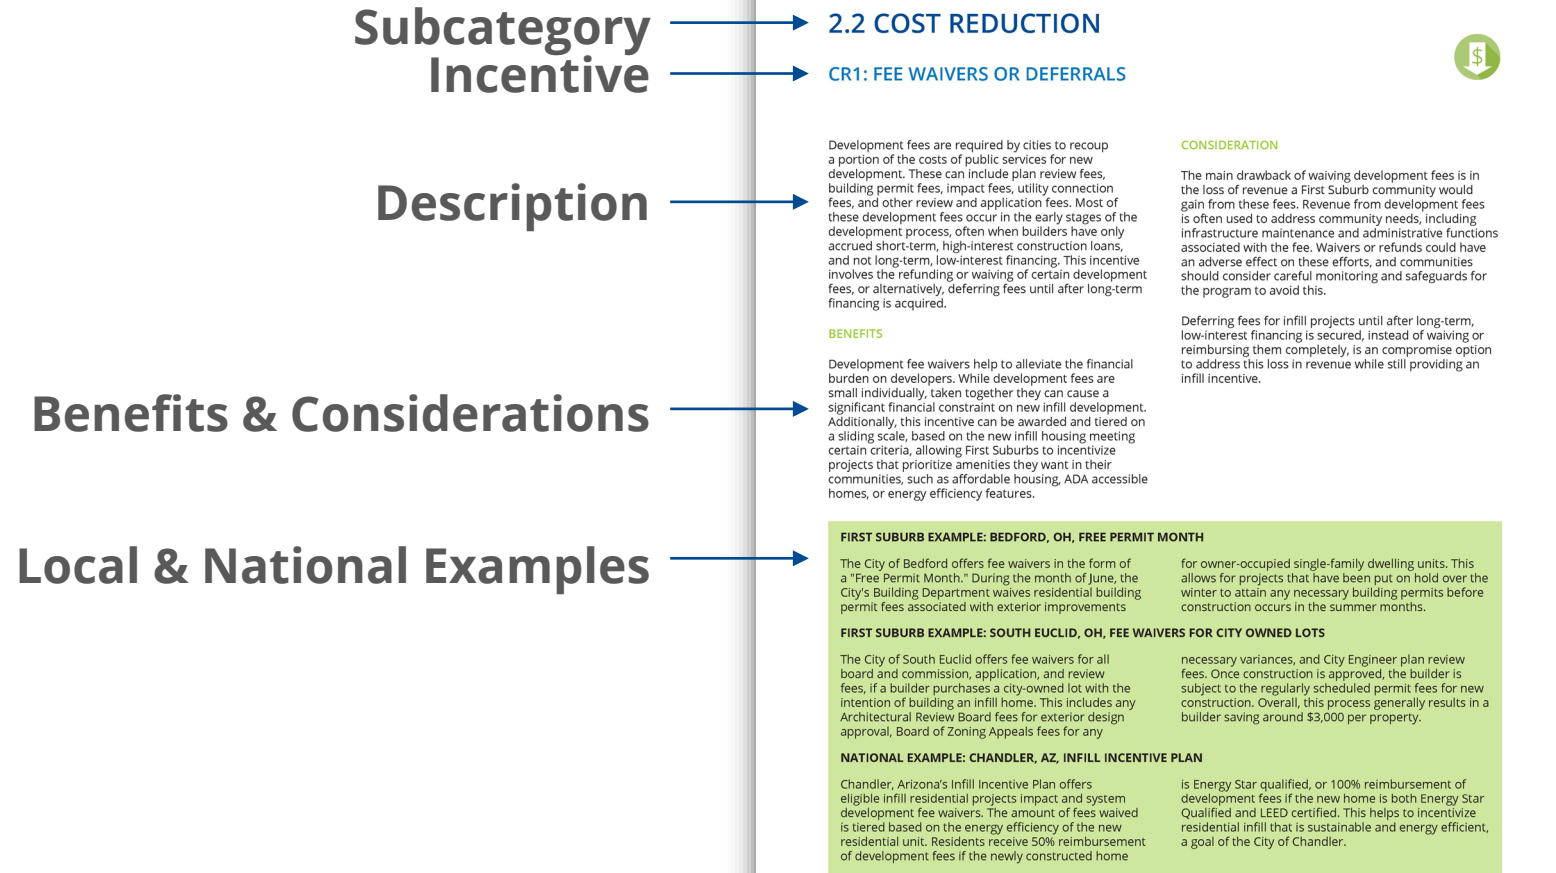 Subcategory
Incentive
Description
Benefits & Considerations
Local & National Examples
2.2 COST REDUCTION
CR1: FEE WAIVERS OR DEFERRALS
$
Development fees are required by cities to recoup
a portion of the costs of public services for new
development. These can include plan review fees,
building permit fees, impact fees, utility connection
fees, and other review and application fees. Most of
these development fees occur in the early stages of the
development process, often when builders have only
accrued short-term, high-interest construction loans,
and not long-term, low-interest financing. This incentive
involves the refunding or waiving of certain development
fees, or alternatively, deferring fees until after long-term
financing is acquired.
BENEFITS
Development fee waivers help to alleviate the financial
burden on developers. While development fees are
small individually, taken together they can cause a
significant financial constraint on new infill development.
Additionally, this incentive can be awarded and tiered on
a sliding scale, based on the new infill housing meeting
certain criteria, allowing First Suburbs to incentivize
projects that prioritize amenities they want in their
communities, such as affordable housing, ADA accessible
homes, or energy efficiency features.
CONSIDERATION
The main drawback of waiving development fees is in
the loss of revenue a First Suburb community would
gain from these fees. Revenue from development fees
is often used to address community needs, including
infrastructure maintenance and administrative functions
associated with the fee. Waivers or refunds could have
an adverse effect on these efforts, and communities
should consider careful monitoring and safeguards for
the program to avoid this.
Deferring fees for infill projects until after long-term,
low-interest financing is secured, instead of waiving or
reimbursing them completely, is an compromise option
to address this loss in revenue while still providing an
infill incentive.
FIRST SUBURB EXAMPLE: BEDFORD, OH, FREE PERMIT MONTH
The City of Bedford offers fee waivers in the form of
a "Free Permit Month." During the month of June, the
City's Building Department waives residential building
permit fees associated with exterior improvements
for owner-occupied single-family dwelling units. This
allows for projects that have been put on hold over the
winter to attain any necessary building permits before
construction occurs in the summer months.
FIRST SUBURB EXAMPLE: SOUTH EUCLID, OH, FEE WAIVERS FOR CITY OWNED LOTS
The City of South Euclid offers fee waivers for all
board and commission, application, and review
fees, if a builder purchases a city-owned lot with the
intention of building an infill home. This includes any
Architectural Review Board fees for exterior design
approval, Board of Zoning Appeals fees for any
necessary variances, and City Engineer plan review
fees. Once construction is approved, the builder is
subject to the regularly scheduled permit fees for new
construction. Overall, this process generally results in a
builder saving around $3,000 per property.
NATIONAL EXAMPLE: CHANDLER, AZ, INFILL INCENTIVE PLAN
Chandler, Arizona's Infill Incentive Plan offers
eligible infill residential projects impact and system
development fee waivers. The amount of fees waived
is tiered based on the energy efficiency of the new
residential unit. Residents receive 50% reimbursement
of development fees if the newly constructed home
is Energy Star qualified, or 100% reimbursement of
development fees if the new home is both Energy Star
Qualified and LEED certified. This helps to incentivize
residential infill that is sustainable and energy efficient,
a goal of the City of Chandler.